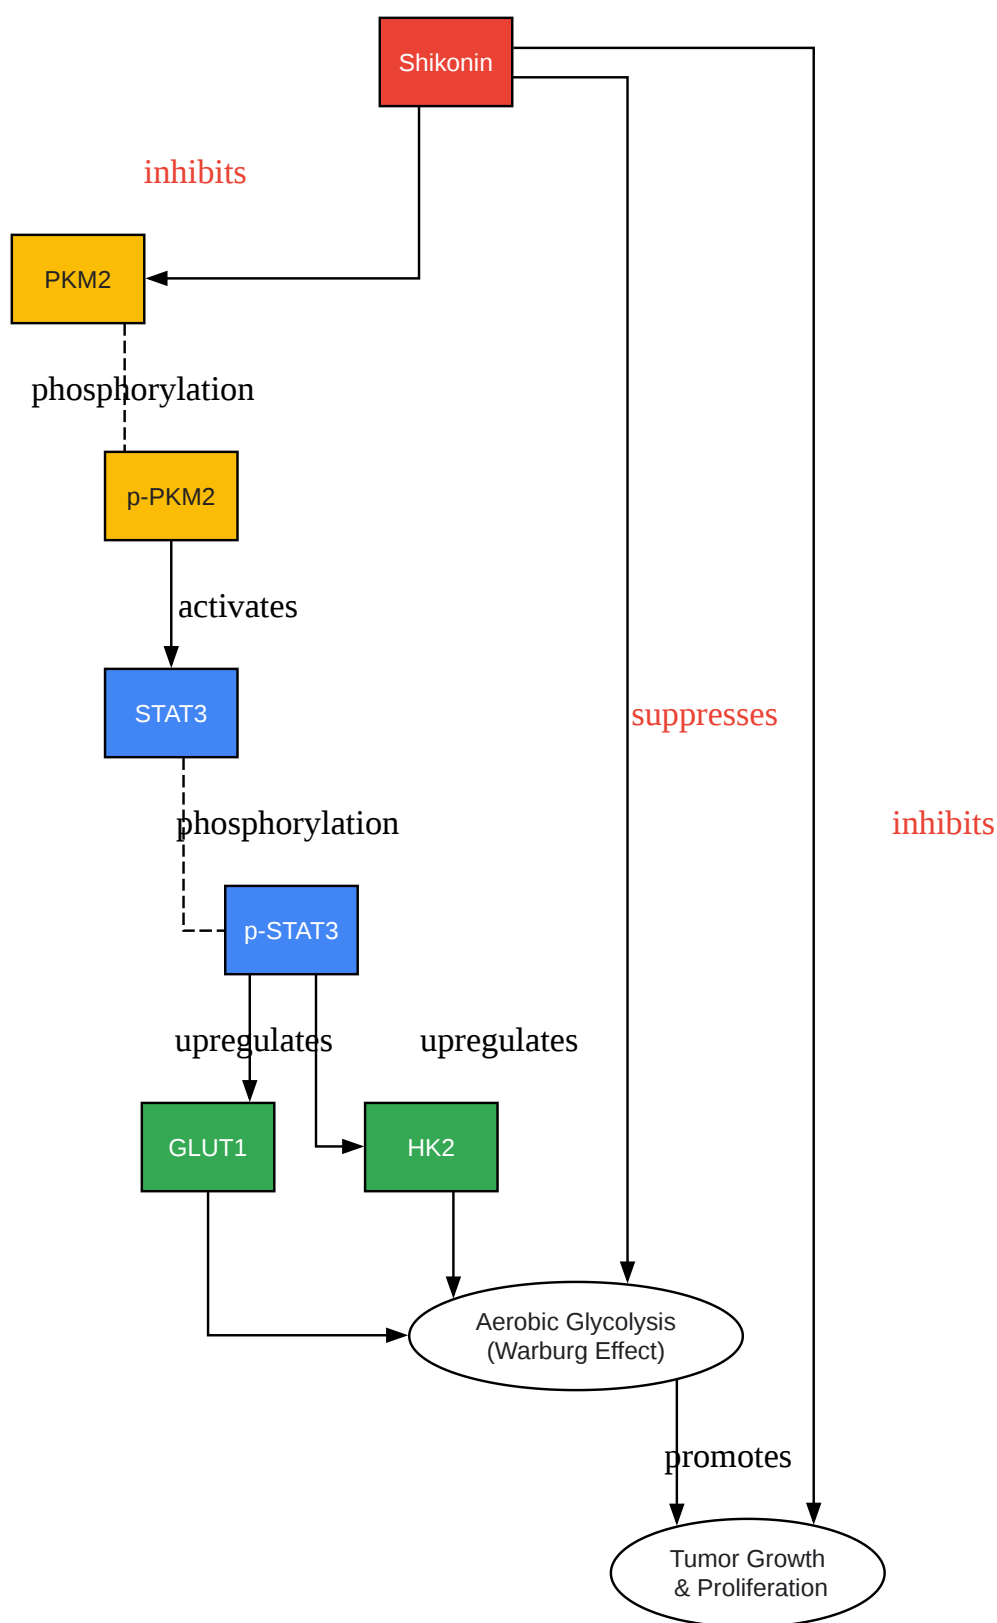 Shikonin
inhibits
PKM2
phosphorylation
p-PKM2
activates
STAT3
suppresses
phosphorylation
inhibits
p-STAT3
upregulates
upregulates
GLUT1
HK2
Aerobic Glycolysis
(Warburg Effect)
promotes
Tumor Growth
& Proliferation